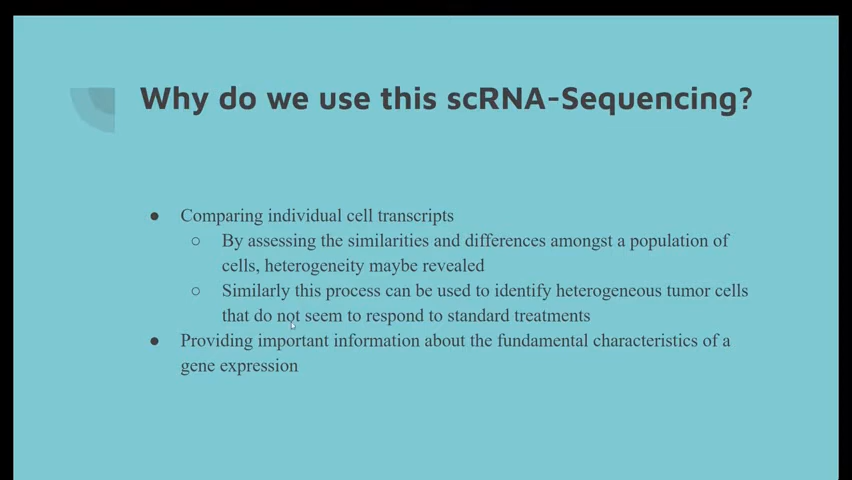 Why do we use this scRNA-Sequencing?
● Comparing individual cell transcripts
○ By assessing the similarities and differences amongst a population of
cells, heterogeneity maybe revealed
○ Similarly this process can be used to identify heterogeneous tumor cells
that do not seem to respond to standard treatments
● Providing important information about the fundamental characteristics of a
gene expression